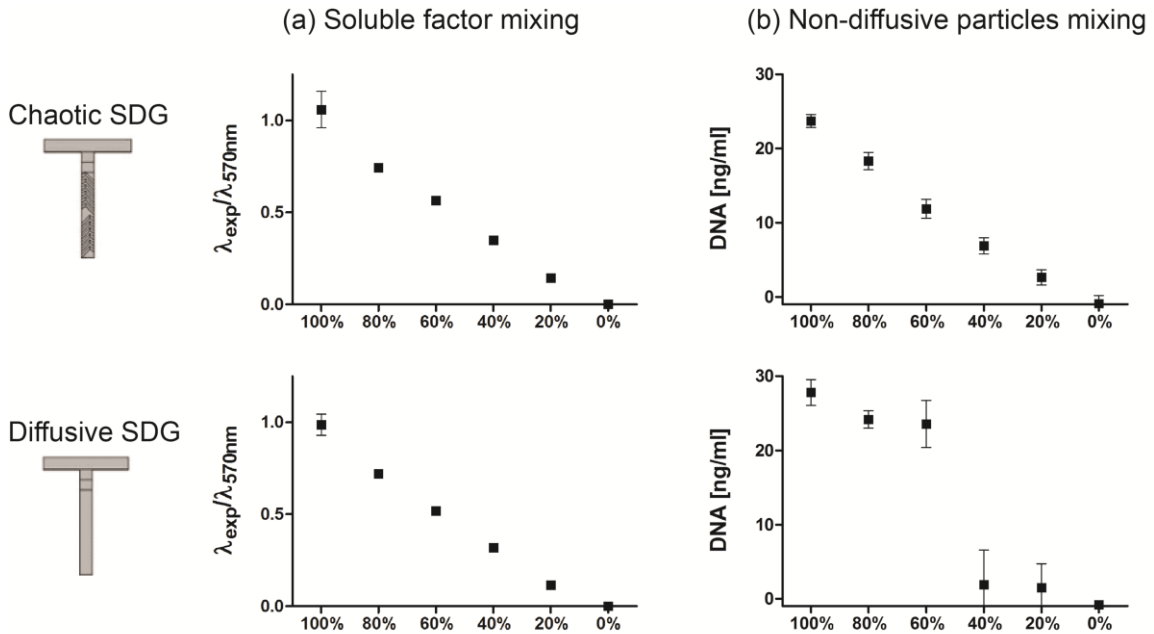 (a) Soluble factor mixing
(b) Non-diffusive particles mixing
Chaotic SDG
λexp/λ570nm
1.0
0.5
0.0
100% 80% 60% 40% 20% 0%
DNA [ng/ml]
30
20
10
0
100% 80% 60% 40% 20% 0%
Diffusive SDG
λexp/λ570nm
1.0
0.5
0.0
100% 80% 60% 40% 20% 0%
DNA [ng/ml]
30
20
10
0
100% 80% 60% 40% 20% 0%